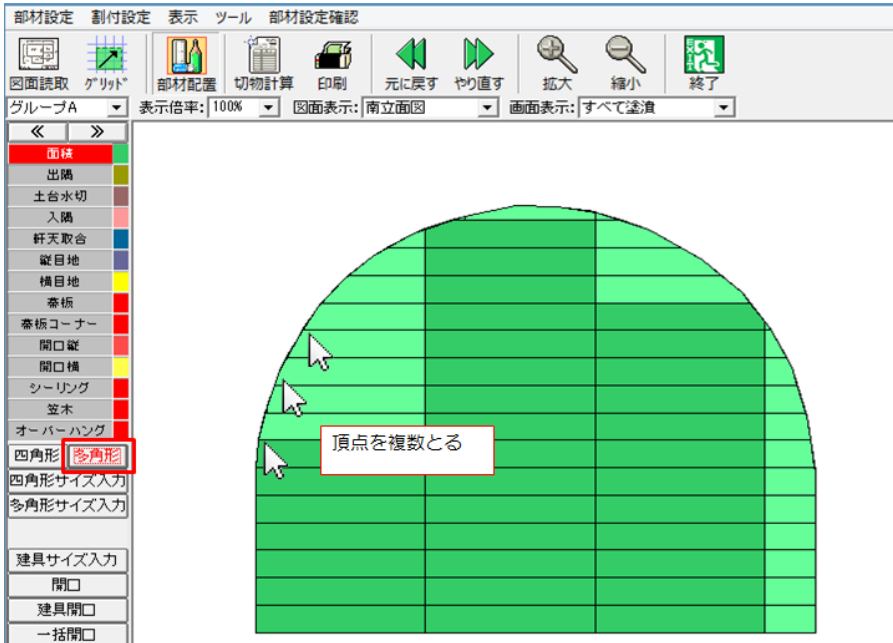 部材設定 割付設定 表示 ツール 部材設定確認
図面読取 グリッド 部材配置 切物計算 印刷 元に戻す やり直す 拡大 縮小 終了
グループA 表示倍率: 100% 図面表示: 南立面図 画面表示: すべて塗潰
≪ ≫
面積
出隅
土台水切
入隅
軒天取合
縦目地
横目地
幕板
幕板コーナー
開口縦
開口横
シーリング
笠木
オーバーハング
四角形 多角形
四角形サイズ入力
多角形サイズ入力
建具サイズ入力
開口
建具開口
一括開口
頂点を複数とる